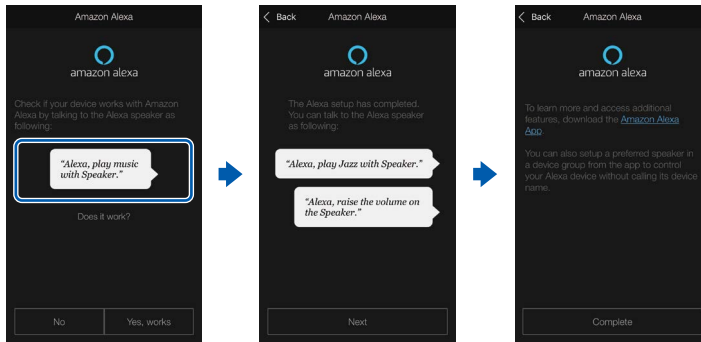 Amazon Alexa
amazon alexa
Check if your device works with Amazon
Alexa by talking to the Alexa speaker as
following:
"Alexa, play music
with Speaker."
Does it work?
No
Yes, works
Back
Amazon Alexa
amazon alexa
The Alexa setup has completed.
You can talk to the Alexa speaker
as following:
"Alexa, play Jazz with Speaker."
"Alexa, raise the volume on
the Speaker."
Next
Back
Amazon Alexa
amazon alexa
To learn more and access additional
features, download the Amazon Alexa
App.
You can also setup a preferred speaker in
a device group from the app to control
your Alexa device without calling its device
name.
Complete